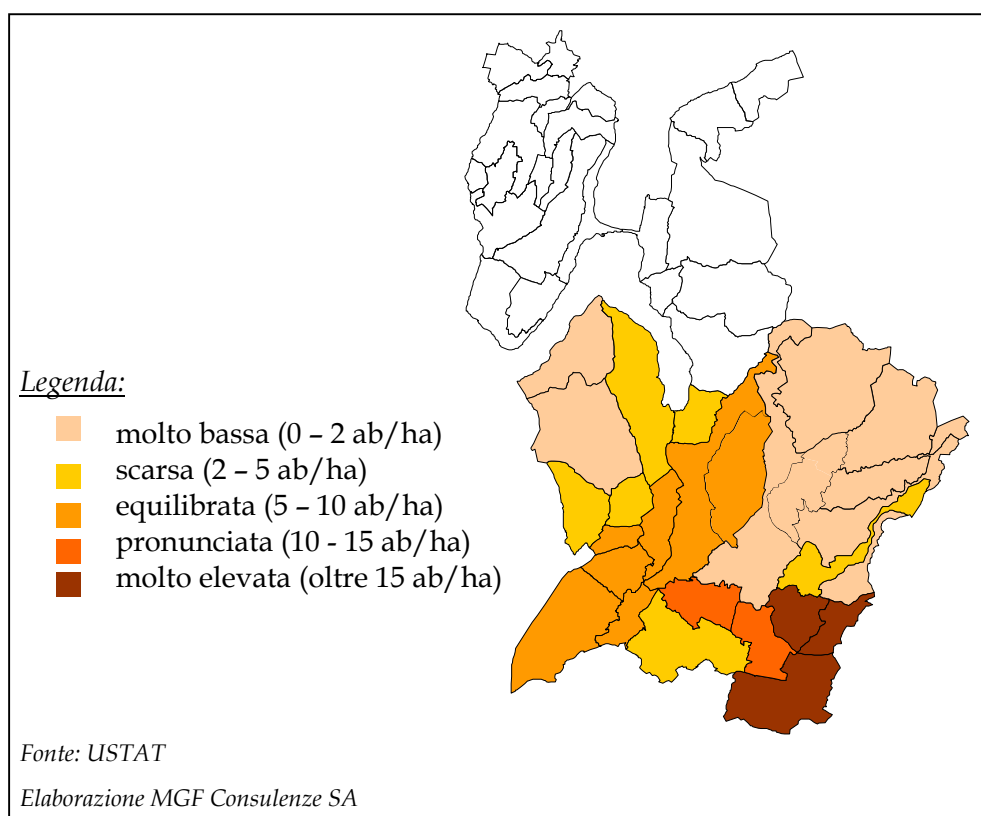 Legenda:
molto bassa (0 – 2 ab/ha)
scarsa (2 – 5 ab/ha)
equilibrata (5 – 10 ab/ha)
pronunciata (10 - 15 ab/ha)
molto elevata (oltre 15 ab/ha)
Fonte: USTAT
Elaborazione MGF Consulenze SA